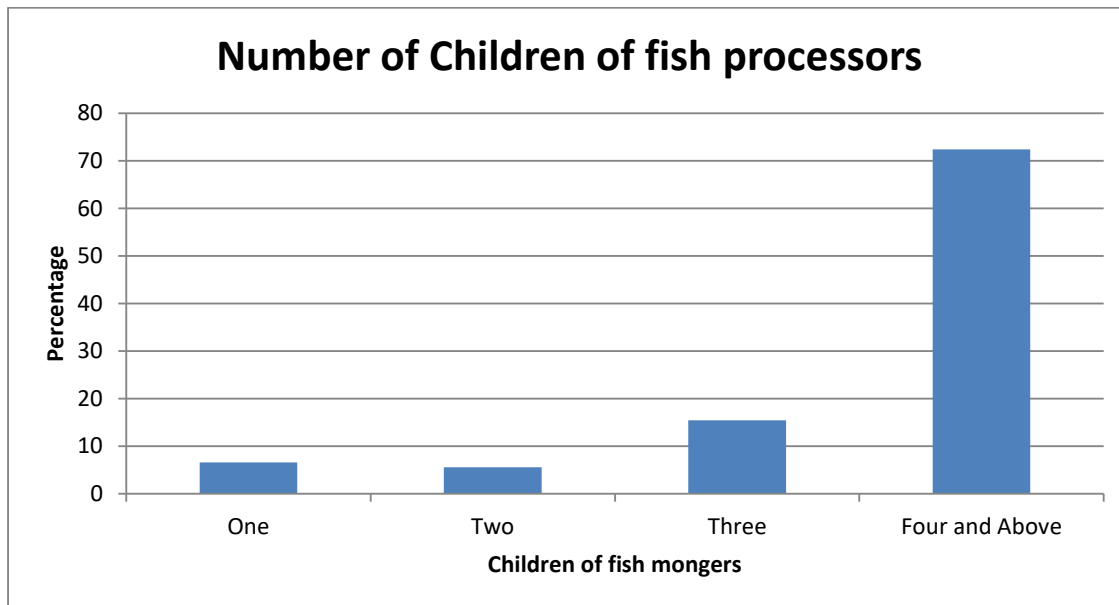 Number of Children of fish processors
80
70
60
50
40
30
20
10
0
Percentage
One Two Three Four and Above
Children of fish mongers